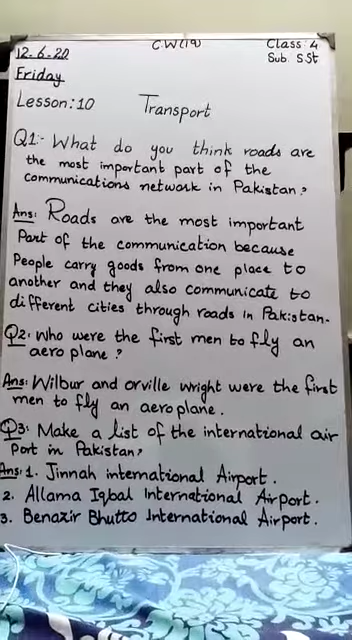 12-6-20 C.W(19) Class: 4
Friday Sub. S.St
Lesson: 10 Transport
Q1:- What do you think roads are
the most important part of the
communications network in Pakistan?
Ans: Roads are the most important
Part of the communication because
People carry goods from one place to
another and they also communicate to
different cities through roads in Pakistan.
Q2: Who were the first men to fly an
aero plane?
Ans: Wilbur and orville wright were the first
men to fly an aeroplane.
Q3: Make a list of the international air
port in Pakistan?
Ans: 1. Jinnah international Airport.
2. Allama Iqbal International Airport.
3. Benazir Bhutto International Airport.